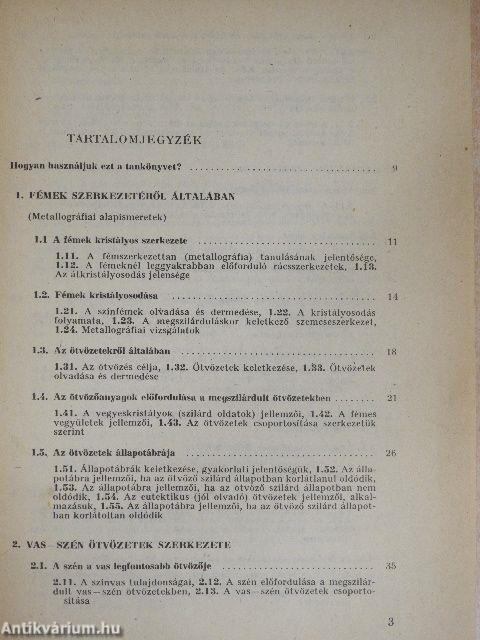 TARTALOMJEGYZÉK
Hogyan használjuk ezt a tankönyvet? .......... 9
1. FÉMEK SZERKEZETÉRŐL ÁLTALÁBAN
(Metallográfiai alapismeretek)
1.1 A fémek kristályos szerkezete .......... 11
1.11. A fémszerkezettan (metallográfia) tanulásának jelentősége,
1.12. A fémeknél leggyakrabban előforduló rácsszerkezetek, 1.13.
Az átkristályosodás jelensége
1.2. Fémek kristályosodása .......... 14
1.21. A színfémek olvadása és dermedése, 1.22. A kristályosodás
folyamata, 1.23. A megszilárduláskor keletkező szemcseszerkezet,
1.24. Metallográfiai vizsgálatok
1.3. Az ötvözetekről általában .......... 18
1.31. Az ötvözés célja, 1.32. Ötvözetek keletkezése, 1.33. Ötvözetek
olvadása és dermedése
1.4. Az ötvözőanyagok előfordulása a megszilárdult ötvözetekben .......... 21
1.41. A vegyeskristályok (szilárd oldatok) jellemzői, 1.42. A fémes
vegyületek jellemzői, 1.43. Az ötvözetek csoportosítása szerkezetük
szerint
1.5. Az ötvözetek állapotábrája .......... 26
1.51. Állapotábrák keletkezése, gyakorlati jelentőségük, 1.52. Az álla-
potábra jellemzői, ha az ötvöző szilárd állapotban korlátlanul oldódik,
1.53. Az állapotábra jellemzői, ha az ötvöző szilárd állapotban nem
oldódik, 1.54. Az eutektikus (jól olvadó) ötvözetek jellemzői, alkal-
mazásuk, 1.55. Az állapotábra jellemzői, ha az ötvöző szilárd állapot-
ban korlátoltan oldódik
2. VAS—SZÉN ÖTVÖZETEK SZERKEZETE
2.1. A szén a vas legfontosabb ötvözője .......... 35
2.11. A színvas tulajdonságai, 2.12. A szén előfordulása a megszilár-
dult vas—szén ötvözetekben, 2.13. A vas—szén ötvözetek csoporto-
sítása
3
Antikvárium.hu